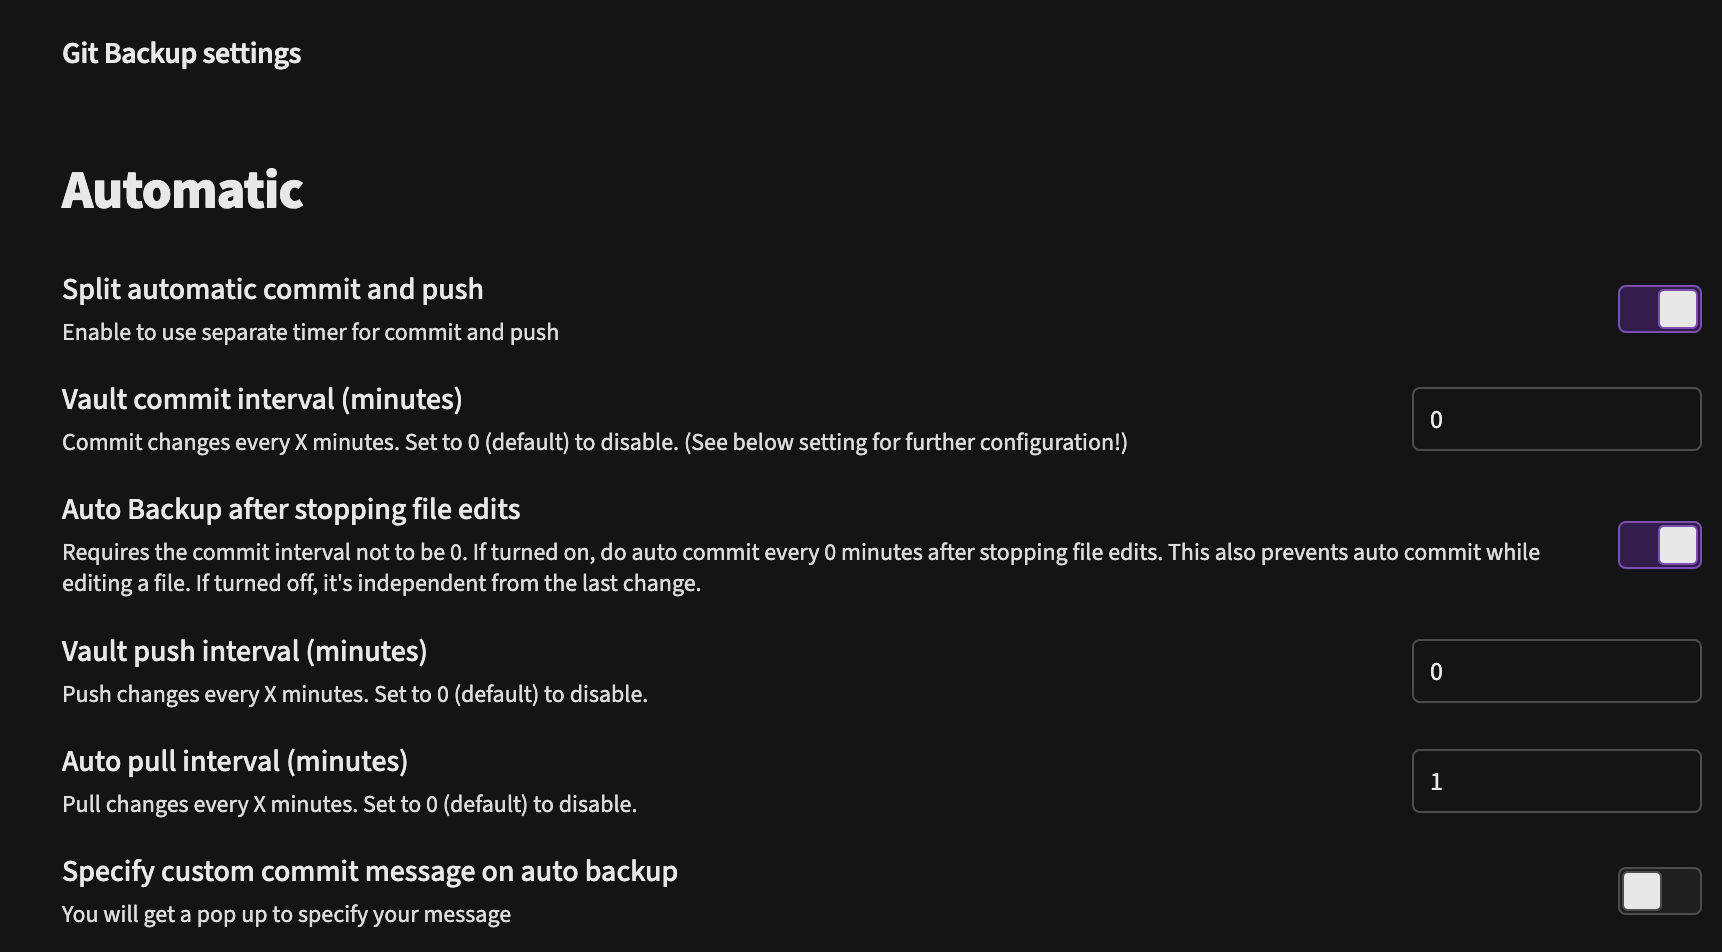 Git Backup settings
Automatic
Split automatic commit and push
Enable to use separate timer for commit and push
Vault commit interval (minutes)
Commit changes every X minutes. Set to 0 (default) to disable. (See below setting for further configuration!)
0
Auto Backup after stopping file edits
Requires the commit interval not to be 0. If turned on, do auto commit every 0 minutes after stopping file edits. This also prevents auto commit while
editing a file. If turned off, it's independent from the last change.
Vault push interval (minutes)
Push changes every X minutes. Set to 0 (default) to disable.
0
Auto pull interval (minutes)
Pull changes every X minutes. Set to 0 (default) to disable.
1
Specify custom commit message on auto backup
You will get a pop up to specify your message